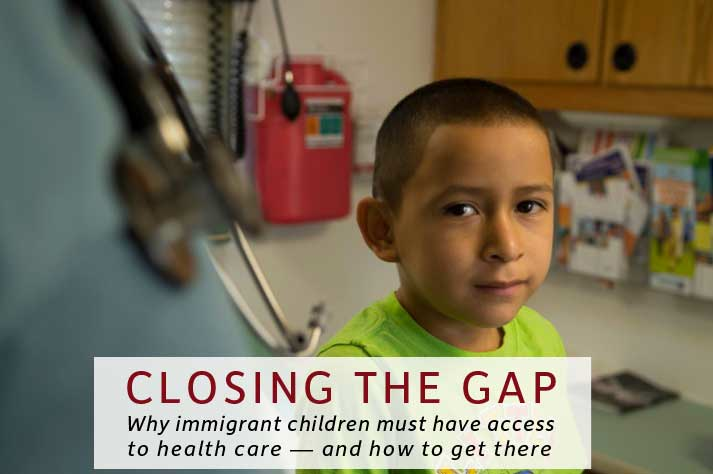 CLOSING THE GAP
Why immigrant children must have access
to health care — and how to get there